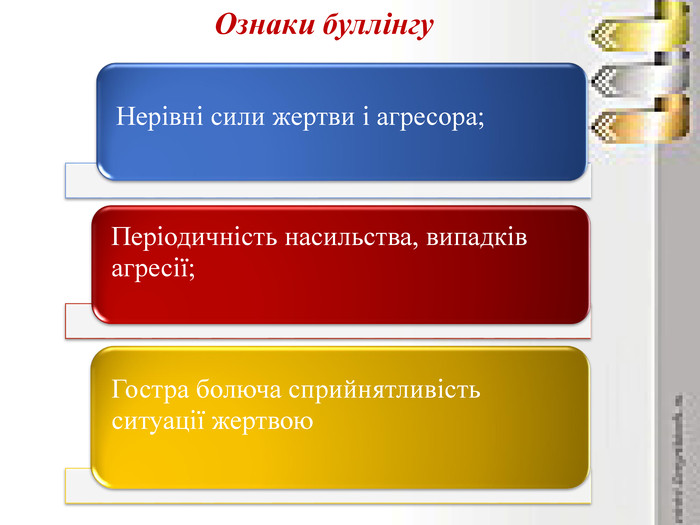 Ознаки буллінгу
Нерівні сили жертви і агресора;
Періодичність насильства, випадків
агресії;
Гостра болюча сприйнятливість
ситуації жертвою